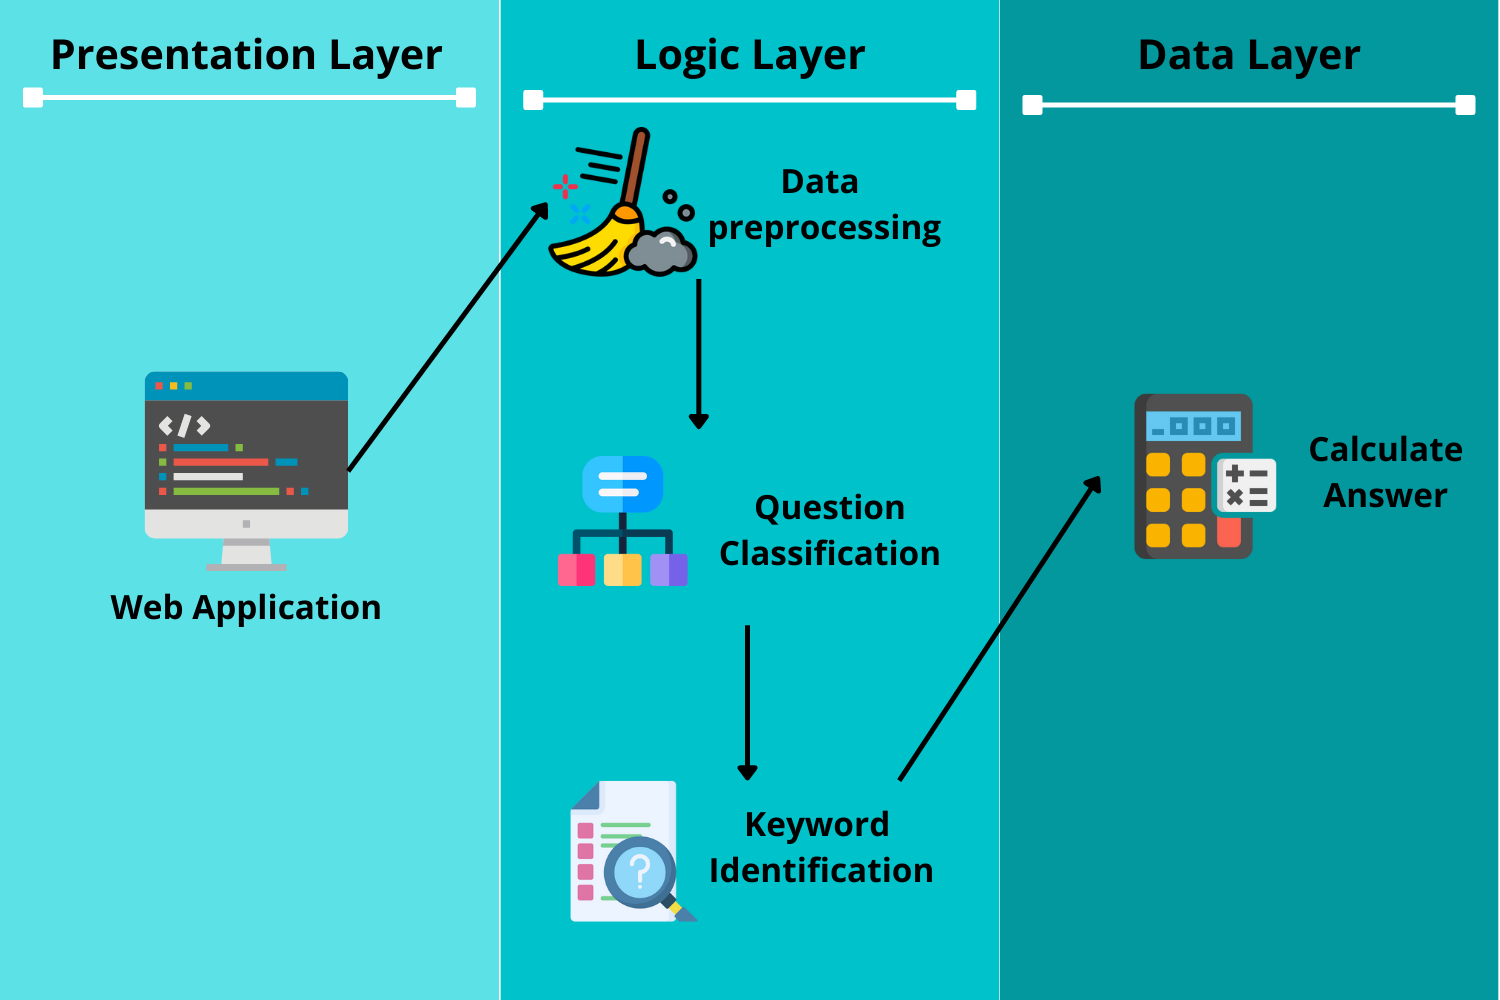 Presentation Layer
Logic Layer
Data Layer
Data
preprocessing
Web Application
Question
Classification
Keyword
Identification
Calculate
Answer